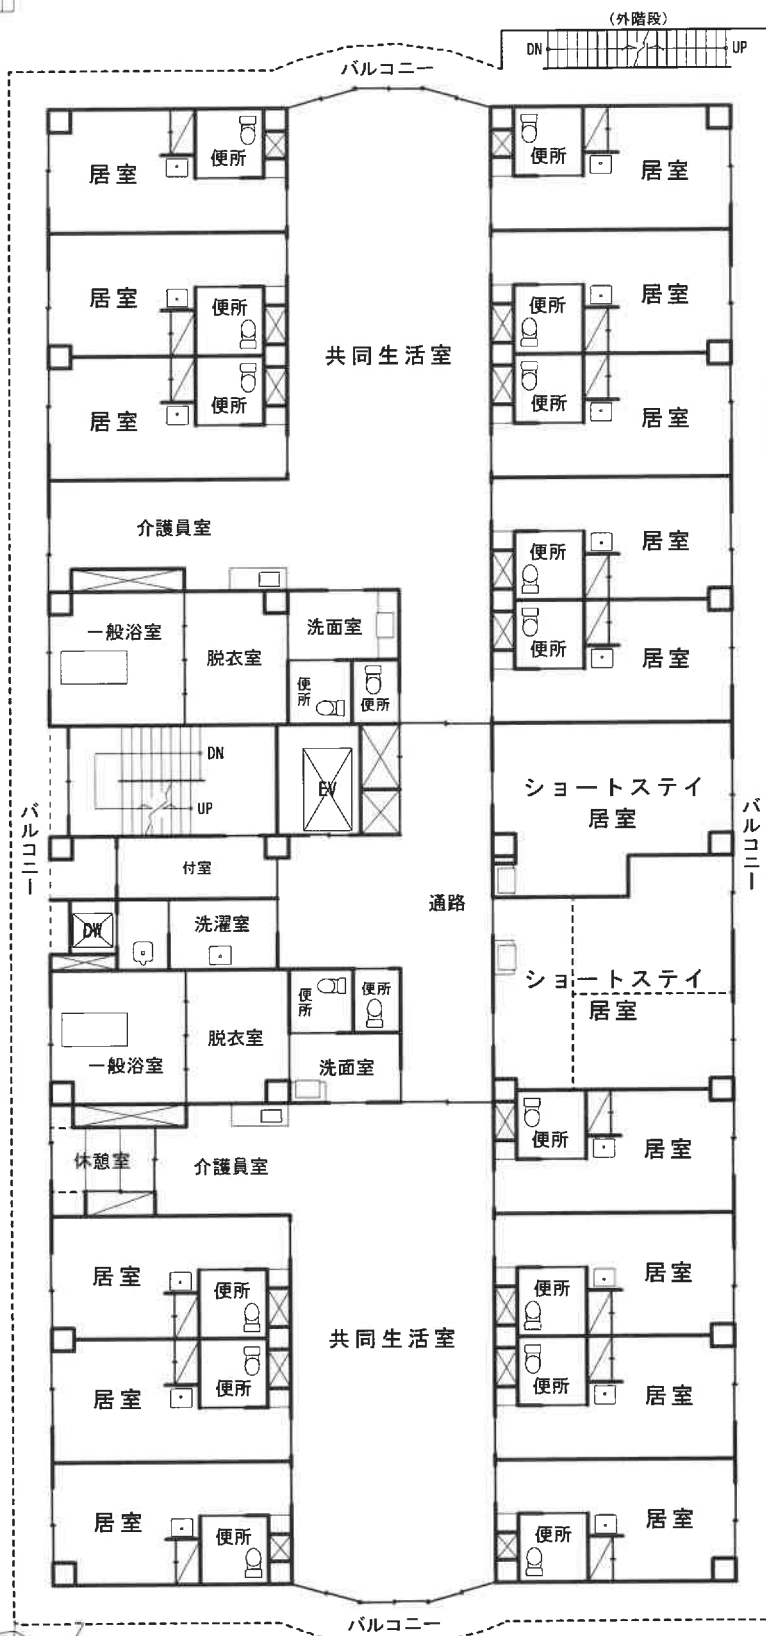 (外階段)
DN
UP
バルコニー
居室
便所
便所
居室
居室
便所
便所
居室
共同生活室
居室
便所
便所
居室
介護員室
便所
居室
一般浴室
脱衣室
洗面室
便所
居室
便所
便所
DN
UP
EV
ショートステイ
居室
バルコニー
バルコニー
付室
通路
DW
洗濯室
ショートステイ
居室
便所
便所
一般浴室
脱衣室
洗面室
便所
居室
休憩室
介護員室
居室
便所
便所
居室
共同生活室
居室
便所
便所
居室
居室
便所
便所
居室
バルコニー